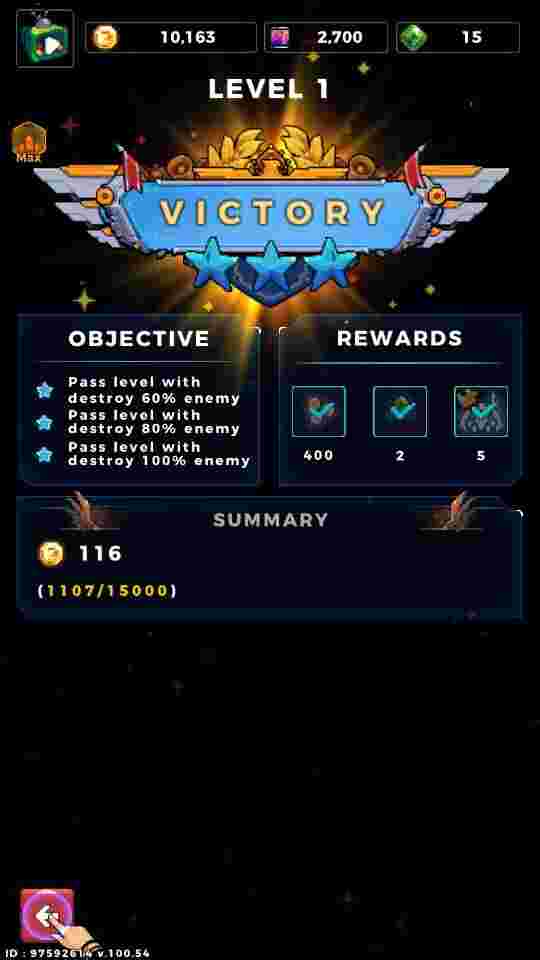 10,163
2,700
15
LEVEL 1
Max
VICTORY
OBJECTIVE
Pass level with
destroy 60% enemy
Pass level with
destroy 80% enemy
Pass level with
destroy 100% enemy
REWARDS
400
2
5
SUMMARY
116
(1107/15000)
ID : 97592614 v.100.54